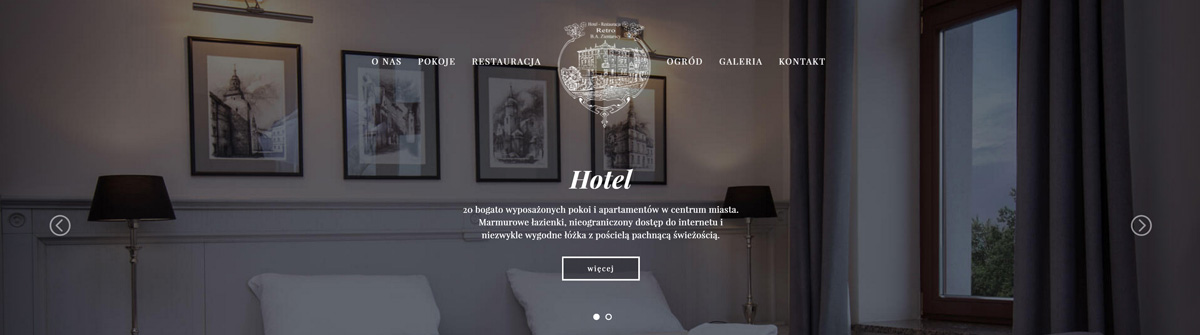 Hotel - Restauracja
Retro
O NAS
POKOJE
RESTAURACJA
OGRÓD
GALERIA
KONTAKT
Hotel
20 bogato wyposażonych pokoi i apartamentów w centrum miasta.
Marmurowe łazienki, nieograniczony dostęp do internetu i
niezwykle wygodne łóżka z pościelą pachnącą świeżością.
więcej